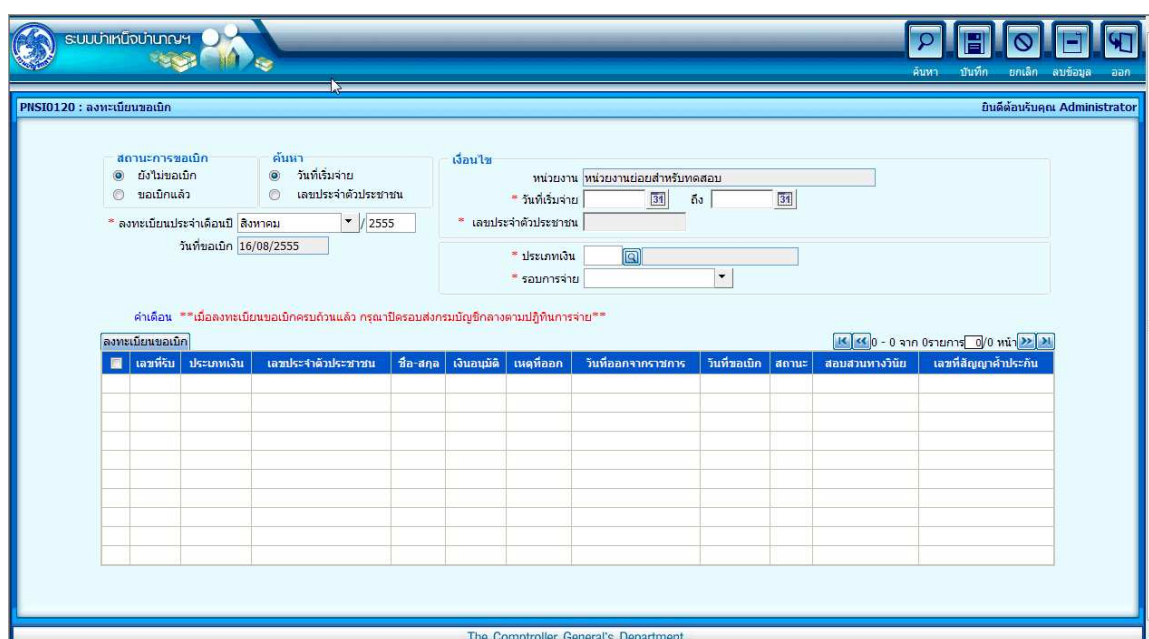 ระบบบำเหน็จบำนาญฯ
ค้นหา บันทึก ยกเลิก ลบข้อมูล ออก
PNSI0120 : ลงทะเบียนขอเบิก ยินดีต้อนรับคุณ Administrator
สถานะการขอเบิก ค้นหา เงื่อนไข
ยังไม่ขอเบิก วันที่เริ่มจ่าย หน่วยงาน หน่วยงานย่อยสำหรับทดสอบ
ขอเบิกแล้ว เลขประจำตัวประชาชน * วันที่เริ่มจ่าย 31 ถึง 31
* ลงทะเบียนประจำเดือนปี สิงหาคม / 2555 * เลขประจำตัวประชาชน
วันที่ขอเบิก 16/08/2555 * ประเภทเงิน
* รอบการจ่าย
คำเตือน **เมื่อลงทะเบียนขอเบิกครบถ้วนแล้ว กรุณาปิดรอบส่งกรมบัญชีกลางตามปฎิทินการจ่าย**
ลงทะเบียนขอเบิก 0 - 0 จาก 0รายการ 0/0 หน้า
เลขที่รับ ประเภทเงิน เลขประจำตัวประชาชน ชื่อ-สกุล เงินอนุมัติ เหตุที่ออก วันที่ออกจากราชการ วันที่ขอเบิก สถานะ สอบสวนทางวินัย เลขที่สัญญาค้ำประกัน
The Comptroller General's Department